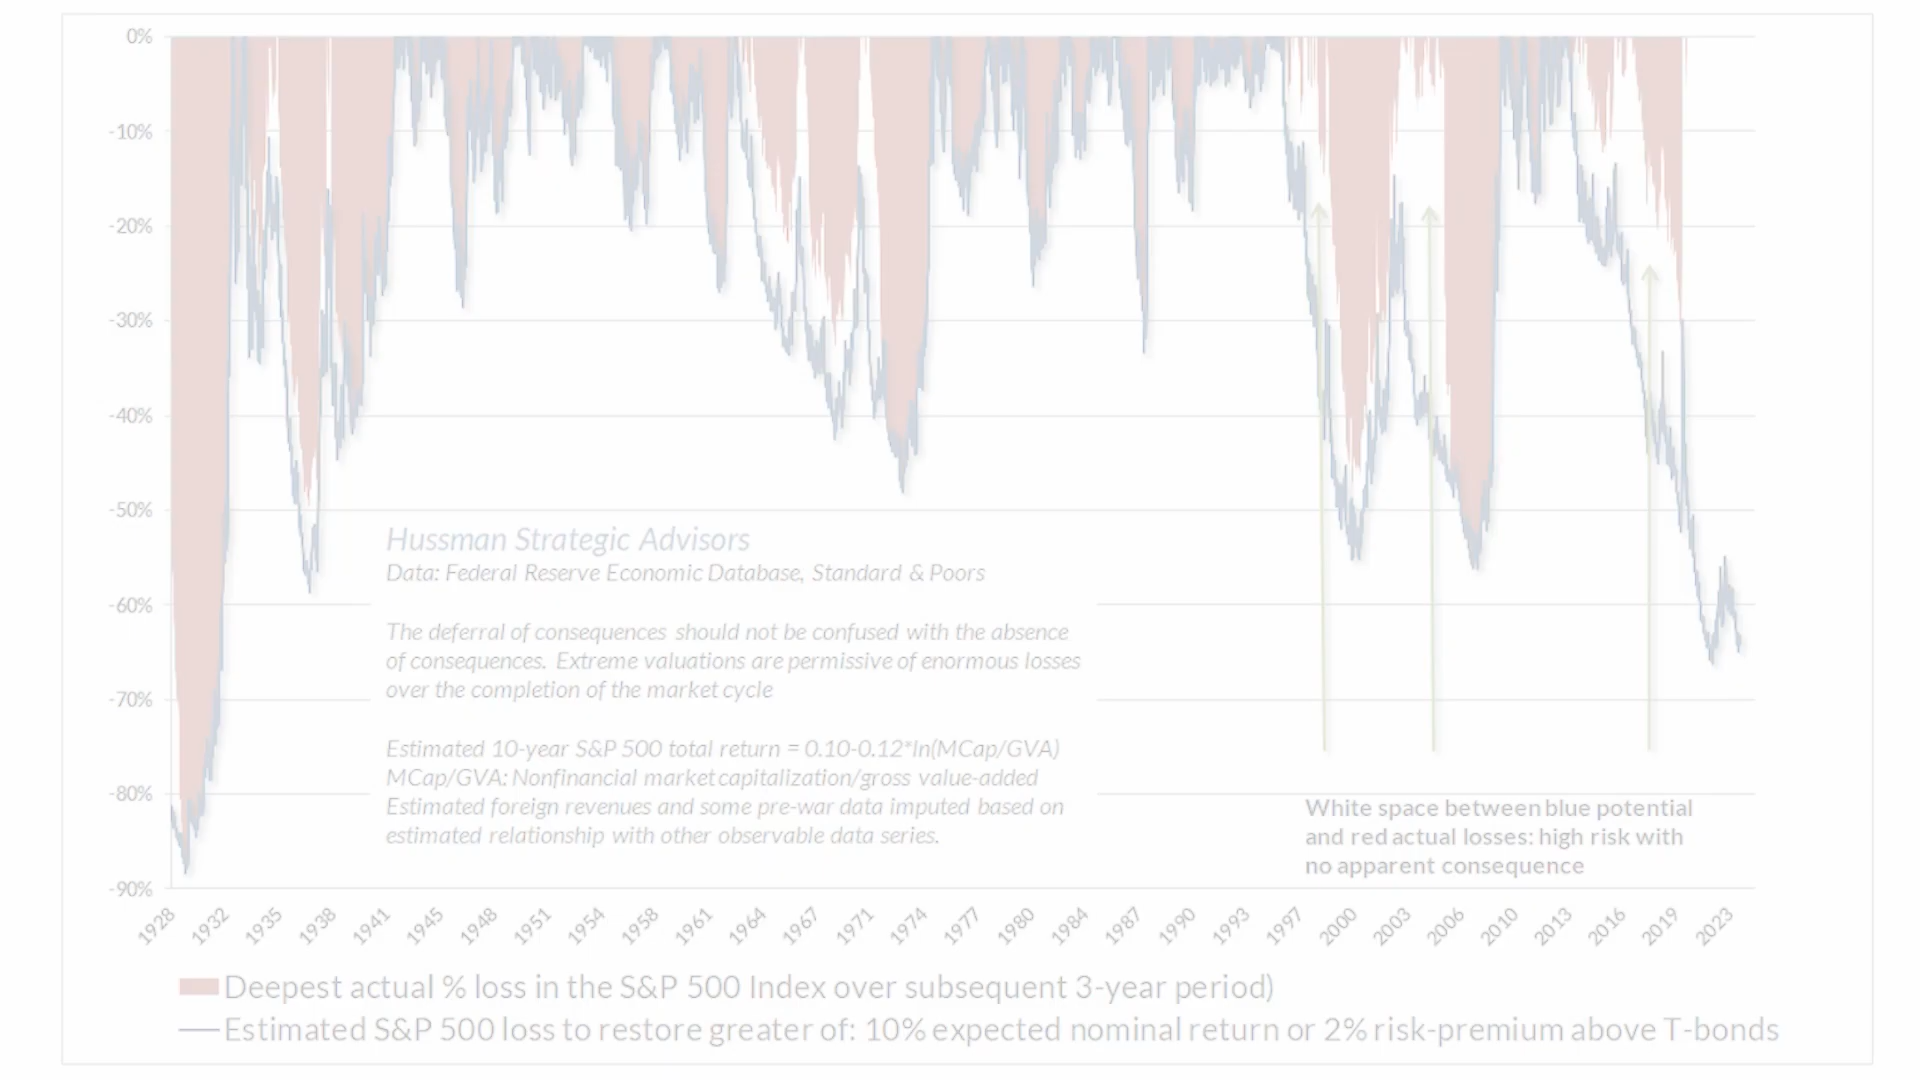 0%
-10%
-20%
-30%
-40%
-50%
-60%
-70%
-80%
-90%
Hussman Strategic Advisors
Data: Federal Reserve Economic Database, Standard & Poors
The deferral of consequences should not be confused with the absence
of consequences. Extreme valuations are permissive of enormous losses
over the completion of the market cycle
Estimated 10-year S&P 500 total return = 0.10-0.12*ln(MCap/GVA)
MCap/GVA: Nonfinancial market capitalization/gross value-added
Estimated foreign revenues and some pre-war data imputed based on
estimated relationship with other observable data series.
White space between blue potential
and red actual losses: high risk with
no apparent consequence
1928 1932 1935 1938 1941 1945 1948 1951 1954 1958 1961 1964 1967 1971 1974 1977 1980 1984 1987 1990 1993 1997 2000 2003 2006 2010 2013 2016 2019 2023
Deepest actual % loss in the S&P 500 Index over subsequent 3-year period)
Estimated S&P 500 loss to restore greater of: 10% expected nominal return or 2% risk-premium above T-bonds